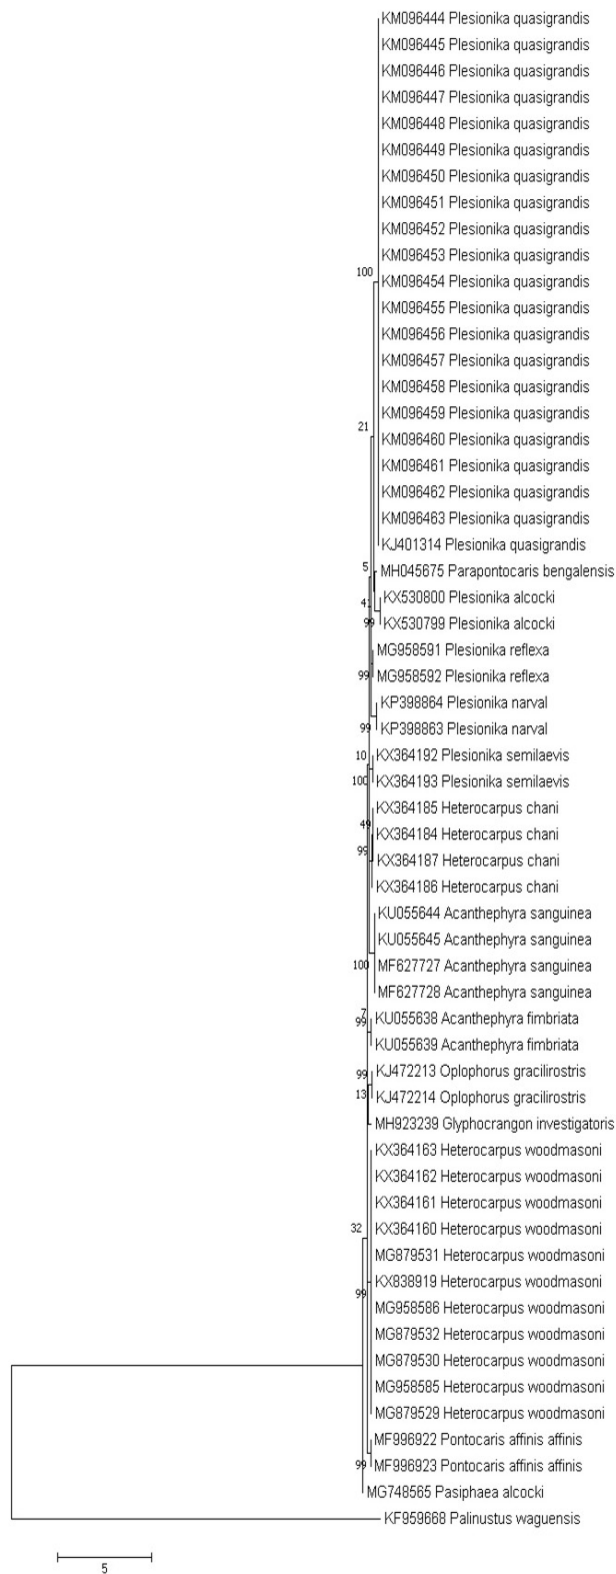 KM096444 Plesionika quasigrandis
KM096445 Plesionika quasigrandis
KM096446 Plesionika quasigrandis
KM096447 Plesionika quasigrandis
KM096448 Plesionika quasigrandis
KM096449 Plesionika quasigrandis
KM096450 Plesionika quasigrandis
KM096451 Plesionika quasigrandis
KM096452 Plesionika quasigrandis
KM096453 Plesionika quasigrandis
100
KM096454 Plesionika quasigrandis
KM096455 Plesionika quasigrandis
KM096456 Plesionika quasigrandis
KM096457 Plesionika quasigrandis
KM096458 Plesionika quasigrandis
KM096459 Plesionika quasigrandis
21
KM096460 Plesionika quasigrandis
KM096461 Plesionika quasigrandis
KM096462 Plesionika quasigrandis
KM096463 Plesionika quasigrandis
KJ401314 Plesionika quasigrandis
5
MH045675 Parapontocaris bengalensis
41
KX530800 Plesionika alcocki
99
KX530799 Plesionika alcocki
MG958591 Plesionika reflexa
99
MG958592 Plesionika reflexa
KP398864 Plesionika narval
99
KP398863 Plesionika narval
10
KX364192 Plesionika semilaevis
100
KX364193 Plesionika semilaevis
KX364185 Heterocarpus chani
49
KX364184 Heterocarpus chani
99
KX364187 Heterocarpus chani
KX364186 Heterocarpus chani
KU055644 Acanthephyra sanguinea
KU055645 Acanthephyra sanguinea
100
MF627727 Acanthephyra sanguinea
MF627728 Acanthephyra sanguinea
7
99
KU055638 Acanthephyra fimbriata
KU055639 Acanthephyra fimbriata
99
KJ472213 Oplophorus gracilirostris
13
KJ472214 Oplophorus gracilirostris
MH923239 Glyphocrangon investigatoris
KX364163 Heterocarpus woodmasoni
KX364162 Heterocarpus woodmasoni
KX364161 Heterocarpus woodmasoni
32
KX364160 Heterocarpus woodmasoni
MG879531 Heterocarpus woodmasoni
KX838919 Heterocarpus woodmasoni
99
MG958586 Heterocarpus woodmasoni
MG879532 Heterocarpus woodmasoni
MG879530 Heterocarpus woodmasoni
MG958585 Heterocarpus woodmasoni
MG879529 Heterocarpus woodmasoni
MF996922 Pontocaris affinis affinis
99
MF996923 Pontocaris affinis affinis
MG748565 Pasiphaea alcocki
KF959668 Palinustus waguensis
5